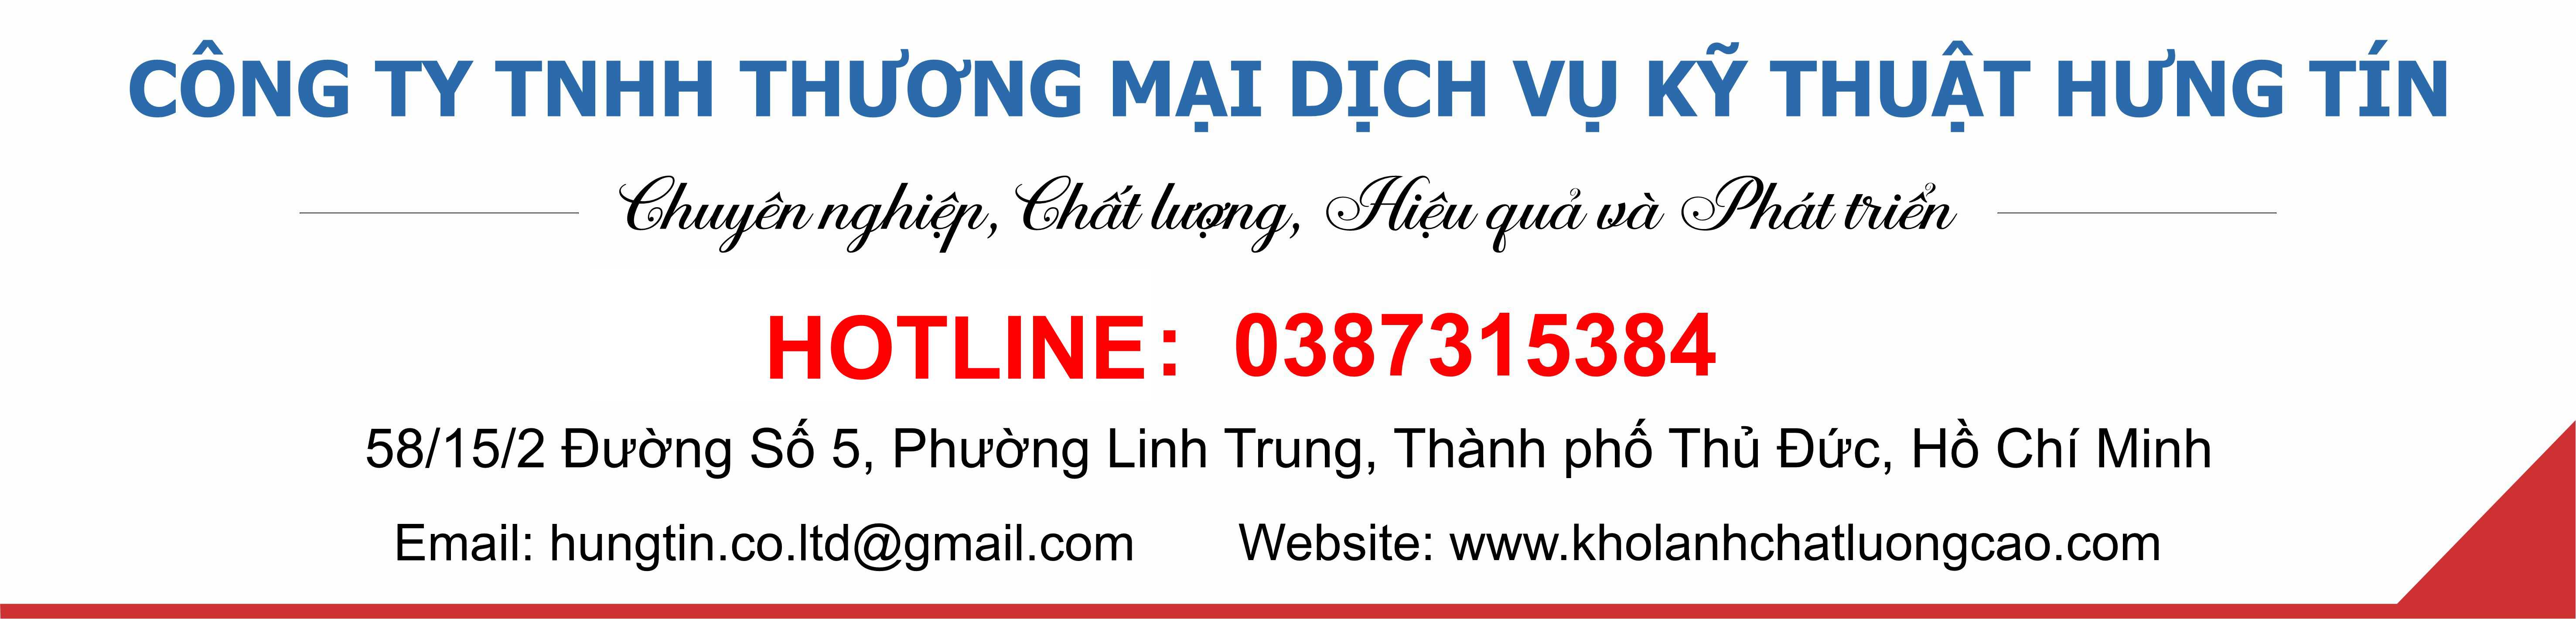 CÔNG TY TNHH THƯƠNG MẠI DỊCH VỤ KỸ THUẬT HƯNG TÍN
Chuyên nghiệp, Chất lượng, Hiệu quả và Phát triển
HOTLINE: 0387315384
58/15/2 Đường Số 5, Phường Linh Trung, Thành phố Thủ Đức, Hồ Chí Minh
Email: hungtin.co.ltd@gmail.com Website: www.kholanhchatluongcao.com